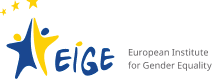 EIGE
European Institute
for Gender Equality